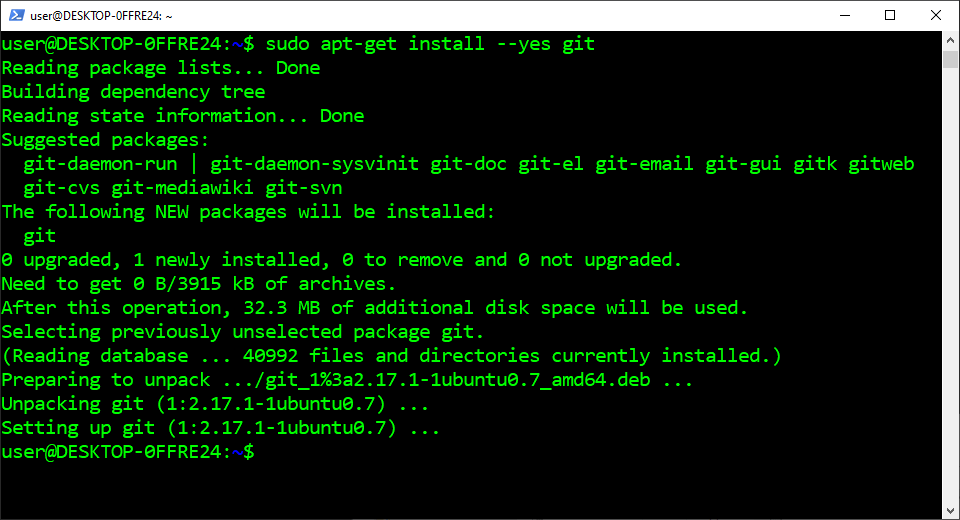 user@DESKTOP-0FFRE24: ~
user@DESKTOP-0FFRE24:~$ sudo apt-get install --yes git
Reading package lists... Done
Building dependency tree
Reading state information... Done
Suggested packages:
  git-daemon-run | git-daemon-sysvinit git-doc git-el git-email git-gui gitk gitweb
  git-cvs git-mediawiki git-svn
The following NEW packages will be installed:
  git
0 upgraded, 1 newly installed, 0 to remove and 0 not upgraded.
Need to get 0 B/3915 kB of archives.
After this operation, 32.3 MB of additional disk space will be used.
Selecting previously unselected package git.
(Reading database ... 40992 files and directories currently installed.)
Preparing to unpack .../git_1%3a2.17.1-1ubuntu0.7_amd64.deb ...
Unpacking git (1:2.17.1-1ubuntu0.7) ...
Setting up git (1:2.17.1-1ubuntu0.7) ...
user@DESKTOP-0FFRE24:~$